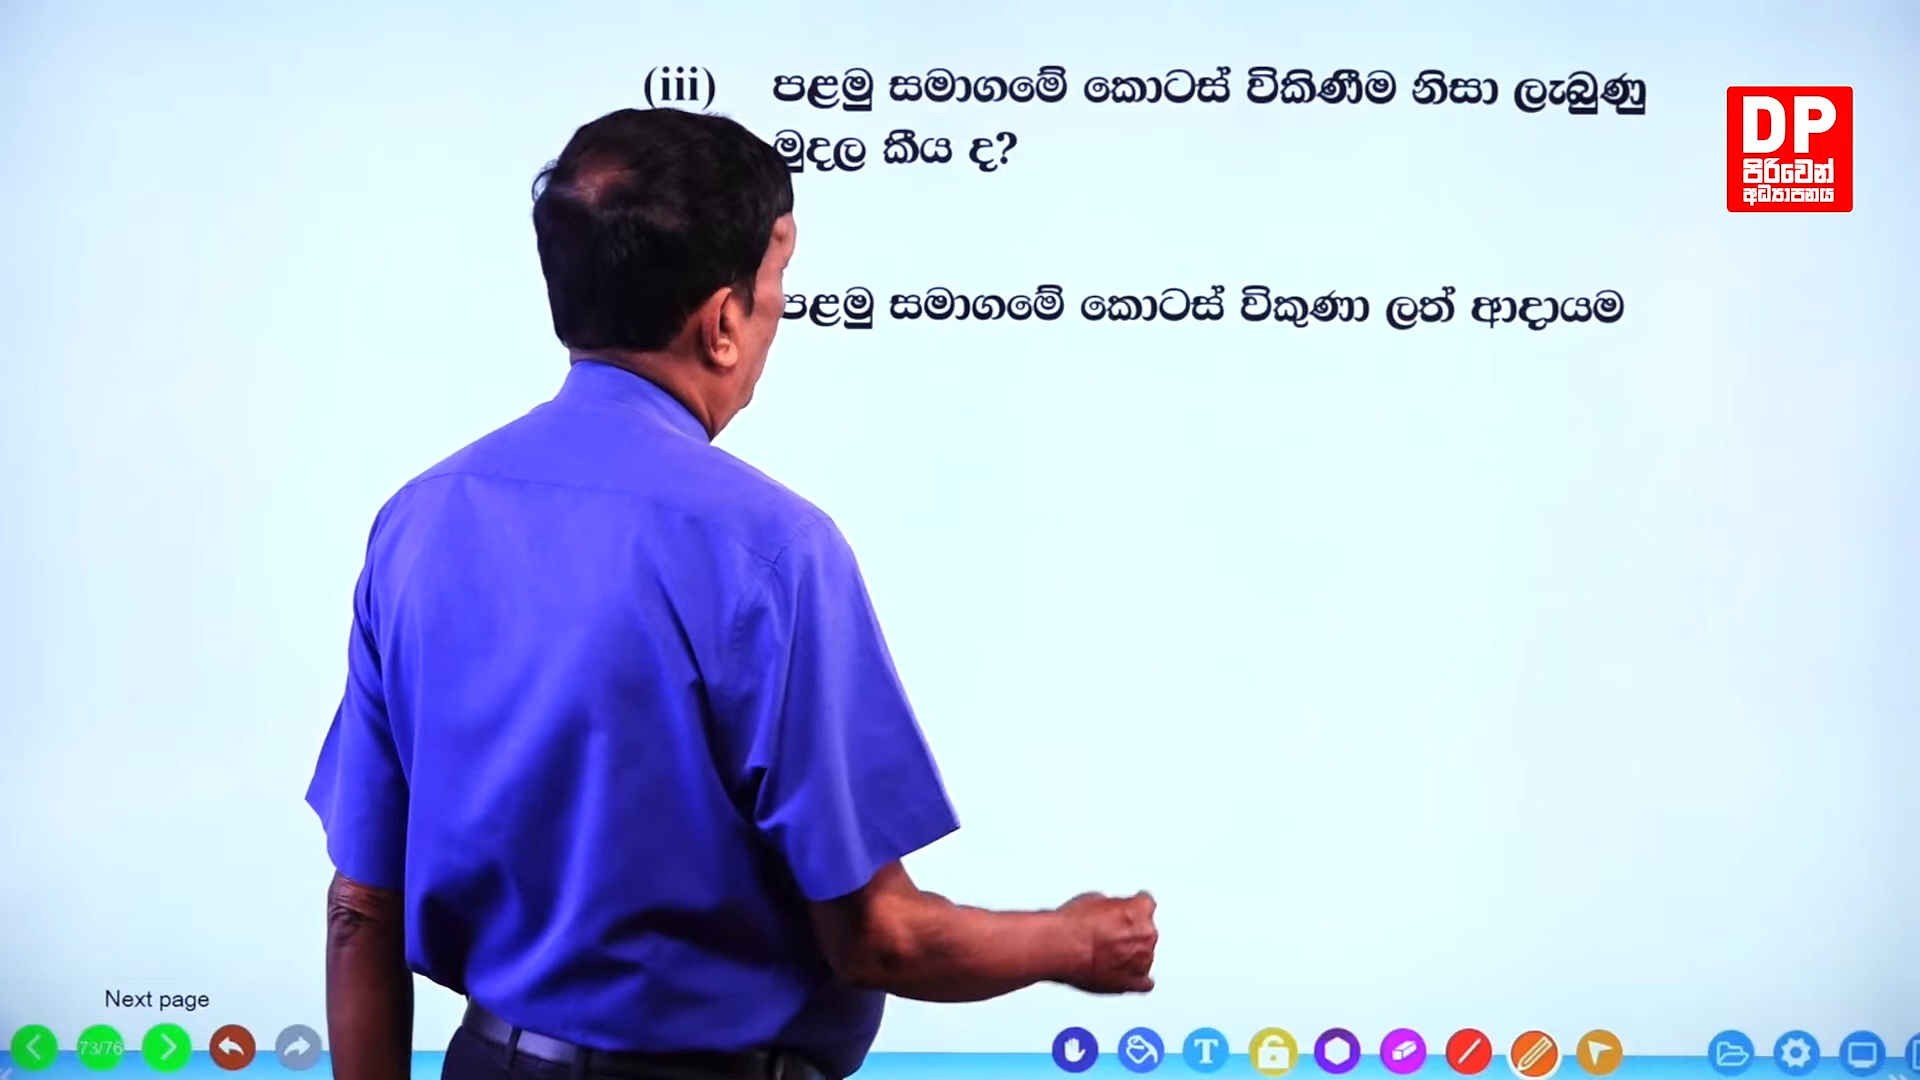 (iii) පළමු සමාගමේ කොටස් විකිණීම නිසා ලැබුණු
මුදල කීය ද?
DP
පිරිවෙන්
අධ්‍යාපනය
පළමු සමාගමේ කොටස් විකුණා ලත් ආදායම
Next page
73/76
T